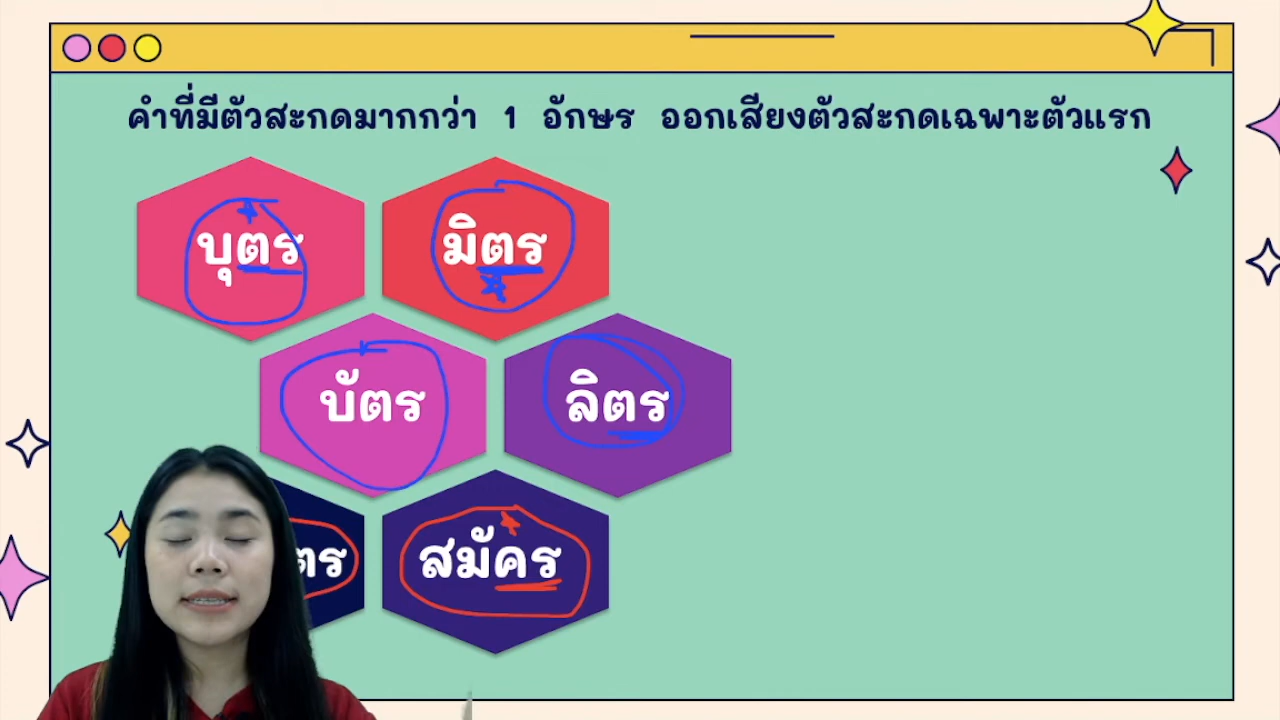 คำที่มีตัวสะกดมากกว่า 1 อักษร ออกเสียงตัวสะกดเฉพาะตัวแรก
บุตร มิตร
บัตร ลิตร
สมัคร